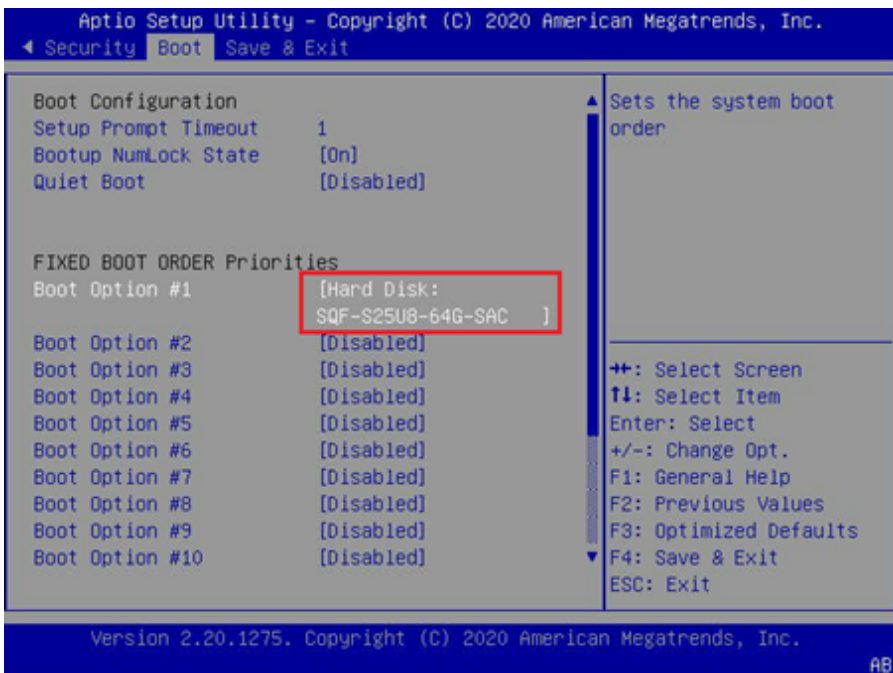 Aptio Setup Utility – Copyright (C) 2020 American Megatrends, Inc.
Security Boot Save & Exit
Boot Configuration
Setup Prompt Timeout 1
Bootup NumLock State [On]
Quiet Boot [Disabled]
FIXED BOOT ORDER Priorities
Boot Option #1 [Hard Disk:
SQF-S25U8-64G-SAC ]
Boot Option #2 [Disabled]
Boot Option #3 [Disabled]
Boot Option #4 [Disabled]
Boot Option #5 [Disabled]
Boot Option #6 [Disabled]
Boot Option #7 [Disabled]
Boot Option #8 [Disabled]
Boot Option #9 [Disabled]
Boot Option #10 [Disabled]
Sets the system boot
order
→←: Select Screen
↑↓: Select Item
Enter: Select
+/-: Change Opt.
F1: General Help
F2: Previous Values
F3: Optimized Defaults
F4: Save & Exit
ESC: Exit
Version 2.20.1275. Copyright (C) 2020 American Megatrends, Inc.
AB